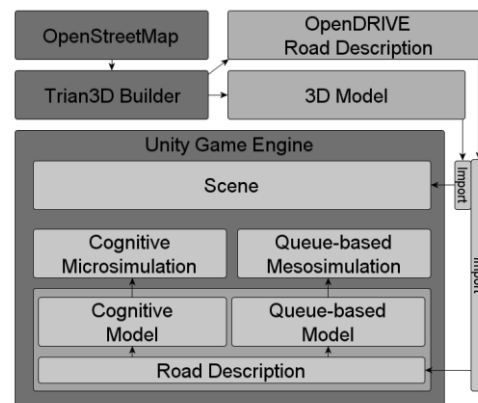 OpenStreetMap
OpenDRIVE
Road Description
Trian3D Builder
3D Model
Unity Game Engine
Import
Scene
Import
Cognitive
Microsimulation
Queue-based
Mesosimulation
Cognitive
Model
Queue-based
Model
Road Description